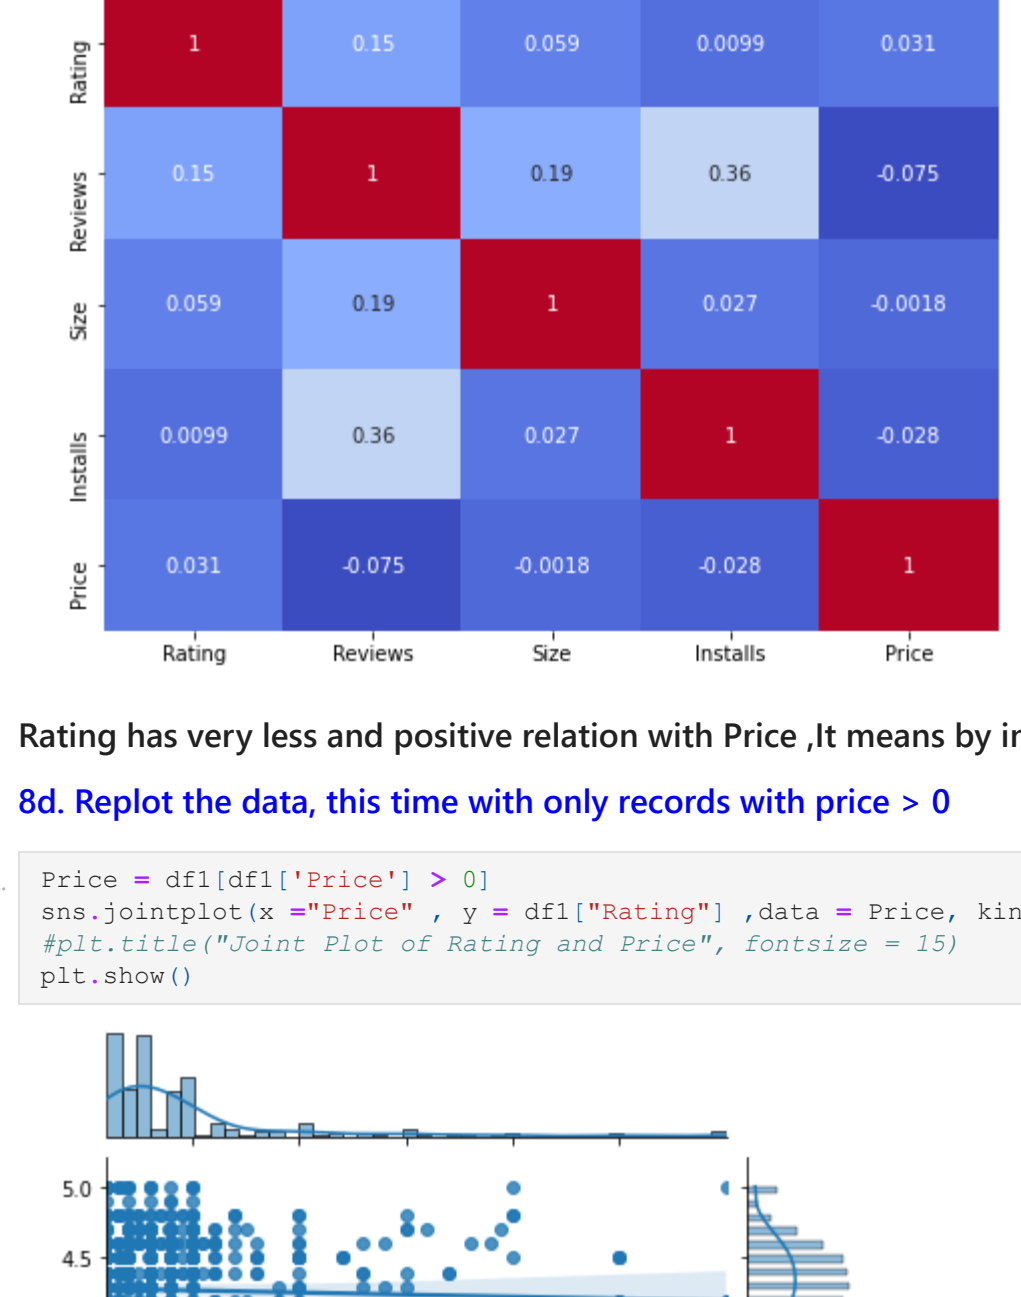 Rating 1 0.15 0.059 0.0099 0.031
Reviews 0.15 1 0.19 0.36 -0.075
Size 0.059 0.19 1 0.027 -0.0018
Installs 0.0099 0.36 0.027 1 -0.028
Price 0.031 -0.075 -0.0018 -0.028 1
Rating Reviews Size Installs Price
Rating has very less and positive relation with Price ,It means by in
8d. Replot the data, this time with only records with price > 0
Price = df1[df1['Price'] > 0]
sns.jointplot(x ="Price" , y = df1["Rating"] ,data = Price, kin
#plt.title("Joint Plot of Rating and Price", fontsize = 15)
plt.show()
5.0
4.5